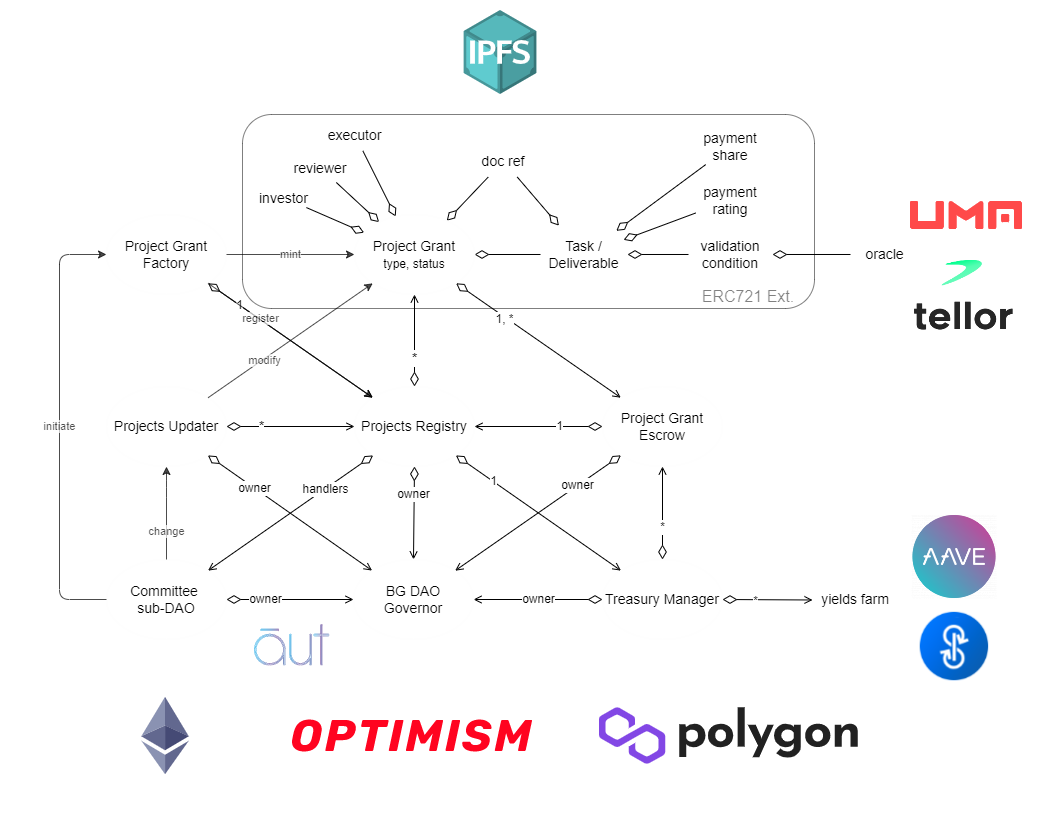 IPFS
executor
reviewer
investor
doc ref
payment
share
payment
rating
Project Grant
Factory
mint
Project Grant
type, status
Task /
Deliverable
validation
condition
oracle
ERC721 Ext.
UMA
tellor
1
register
modify
*
1, *
initiate
Projects Updater
*
Projects Registry
1
Project Grant
Escrow
owner
handlers
owner
1
owner
change
*
Committee
sub-DAO
owner
BG DAO
Governor
owner
Treasury Manager
*
yields farm
AAVE
āut
OPTIMISM
polygon